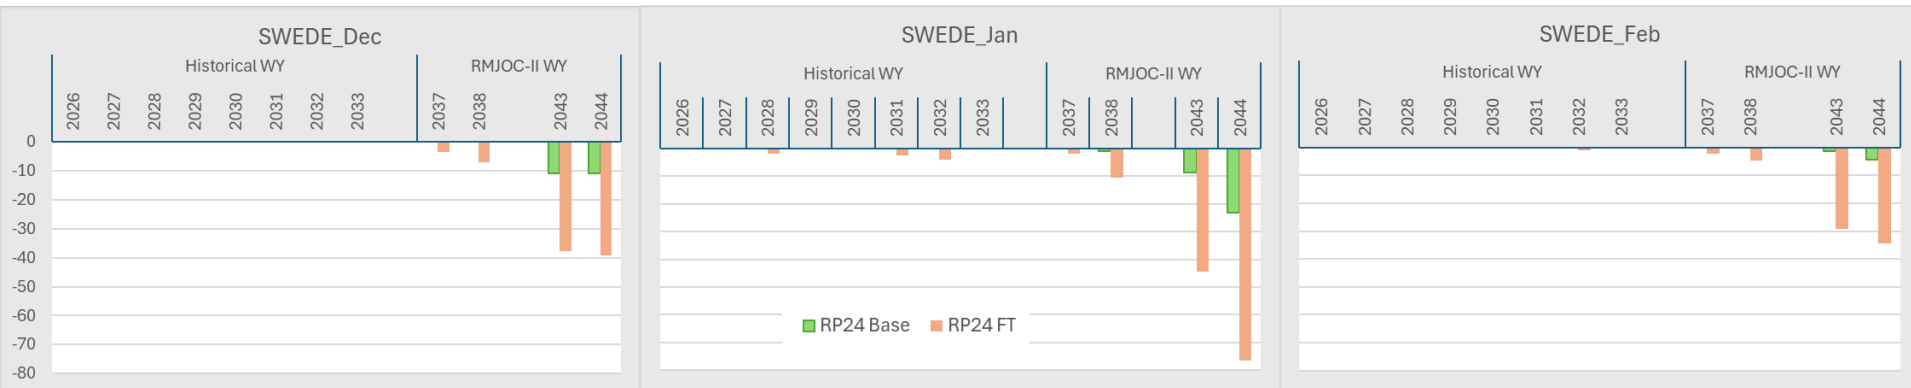 SWEDE_Dec
Historical WY
RMJOC-II WY
2026 2027 2028 2029 2030 2031 2032 2033 2037 2038 2043 2044
0
-10
-20
-30
-40
-50
-60
-70
-80
SWEDE_Jan
Historical WY
RMJOC-II WY
2026 2027 2028 2029 2030 2031 2032 2033 2037 2038 2043 2044
RP24 Base
RP24 FT
SWEDE_Feb
Historical WY
RMJOC-II WY
2026 2027 2028 2029 2030 2031 2032 2033 2037 2038 2043 2044